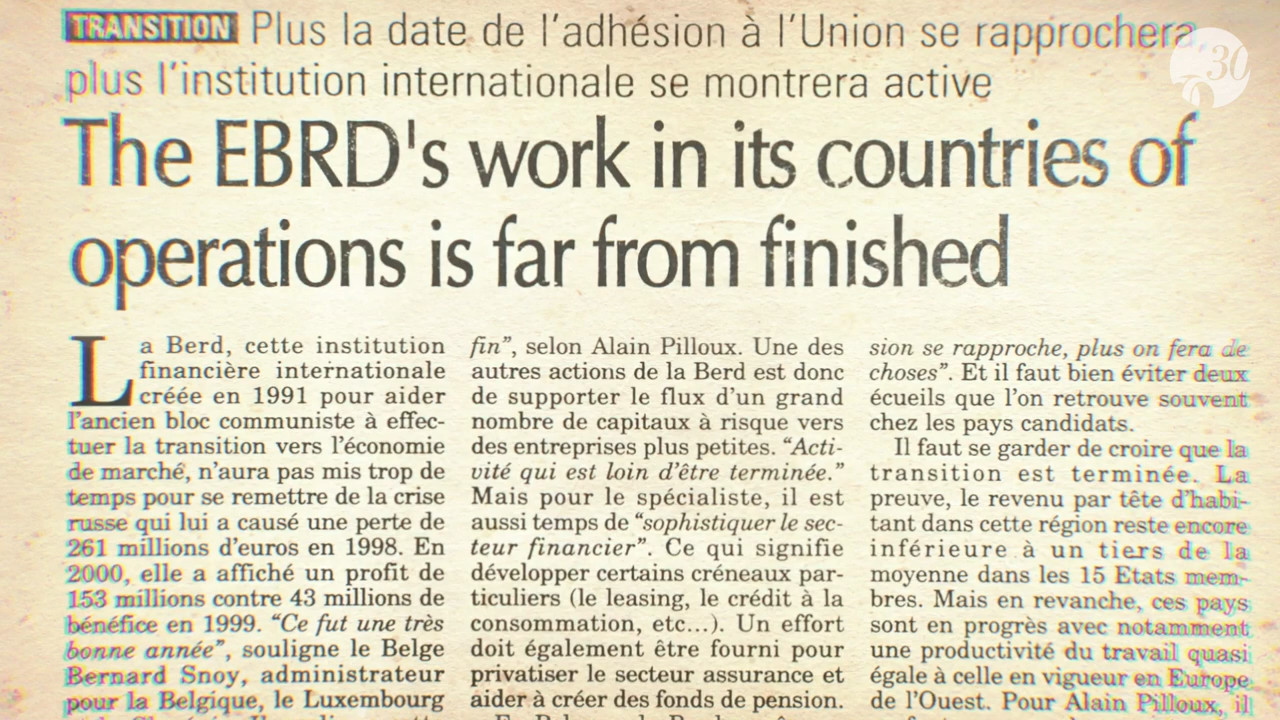 TRANSITION Plus la date de l'adhésion à l'Union se rapprochera,
plus l'institution internationale se montrera active
30
The EBRD's work in its countries of
operations is far from finished
La Berd, cette institution
financière internationale
créée en 1991 pour aider
l'ancien bloc communiste à effec-
tuer la transition vers l'économie
de marché, n'aura pas mis trop de
temps pour se remettre de la crise
russe qui lui a causé une perte de
261 millions d'euros en 1998. En
2000, elle a affiché un profit de
153 millions contre 43 millions de
bénéfice en 1999. “Ce fut une très
bonne année”, souligne le Belge
Bernard Snoy, administrateur
pour la Belgique, le Luxembourg
fin”, selon Alain Pilloux. Une des
autres actions de la Berd est donc
de supporter le flux d'un grand
nombre de capitaux à risque vers
des entreprises plus petites. “Acti-
vité qui est loin d'être terminée.”
Mais pour le spécialiste, il est
aussi temps de “sophistiquer le sec-
teur financier”. Ce qui signifie
développer certains créneaux par-
ticuliers (le leasing, le crédit à la
consommation, etc...). Un effort
doit également être fourni pour
privatiser le secteur assurance et
aider à créer des fonds de pension.
sion se rapproche, plus on fera de
choses”. Et il faut bien éviter deux
écueils que l'on retrouve souvent
chez les pays candidats.
Il faut se garder de croire que la
transition est terminée. La
preuve, le revenu par tête d'habi-
tant dans cette région reste encore
inférieure à un tiers de la
moyenne dans les 15 Etats mem-
bres. Mais en revanche, ces pays
sont en progrès avec notamment
une productivité du travail quasi
égale à celle en vigueur en Europe
de l'Ouest. Pour Alain Pilloux, il